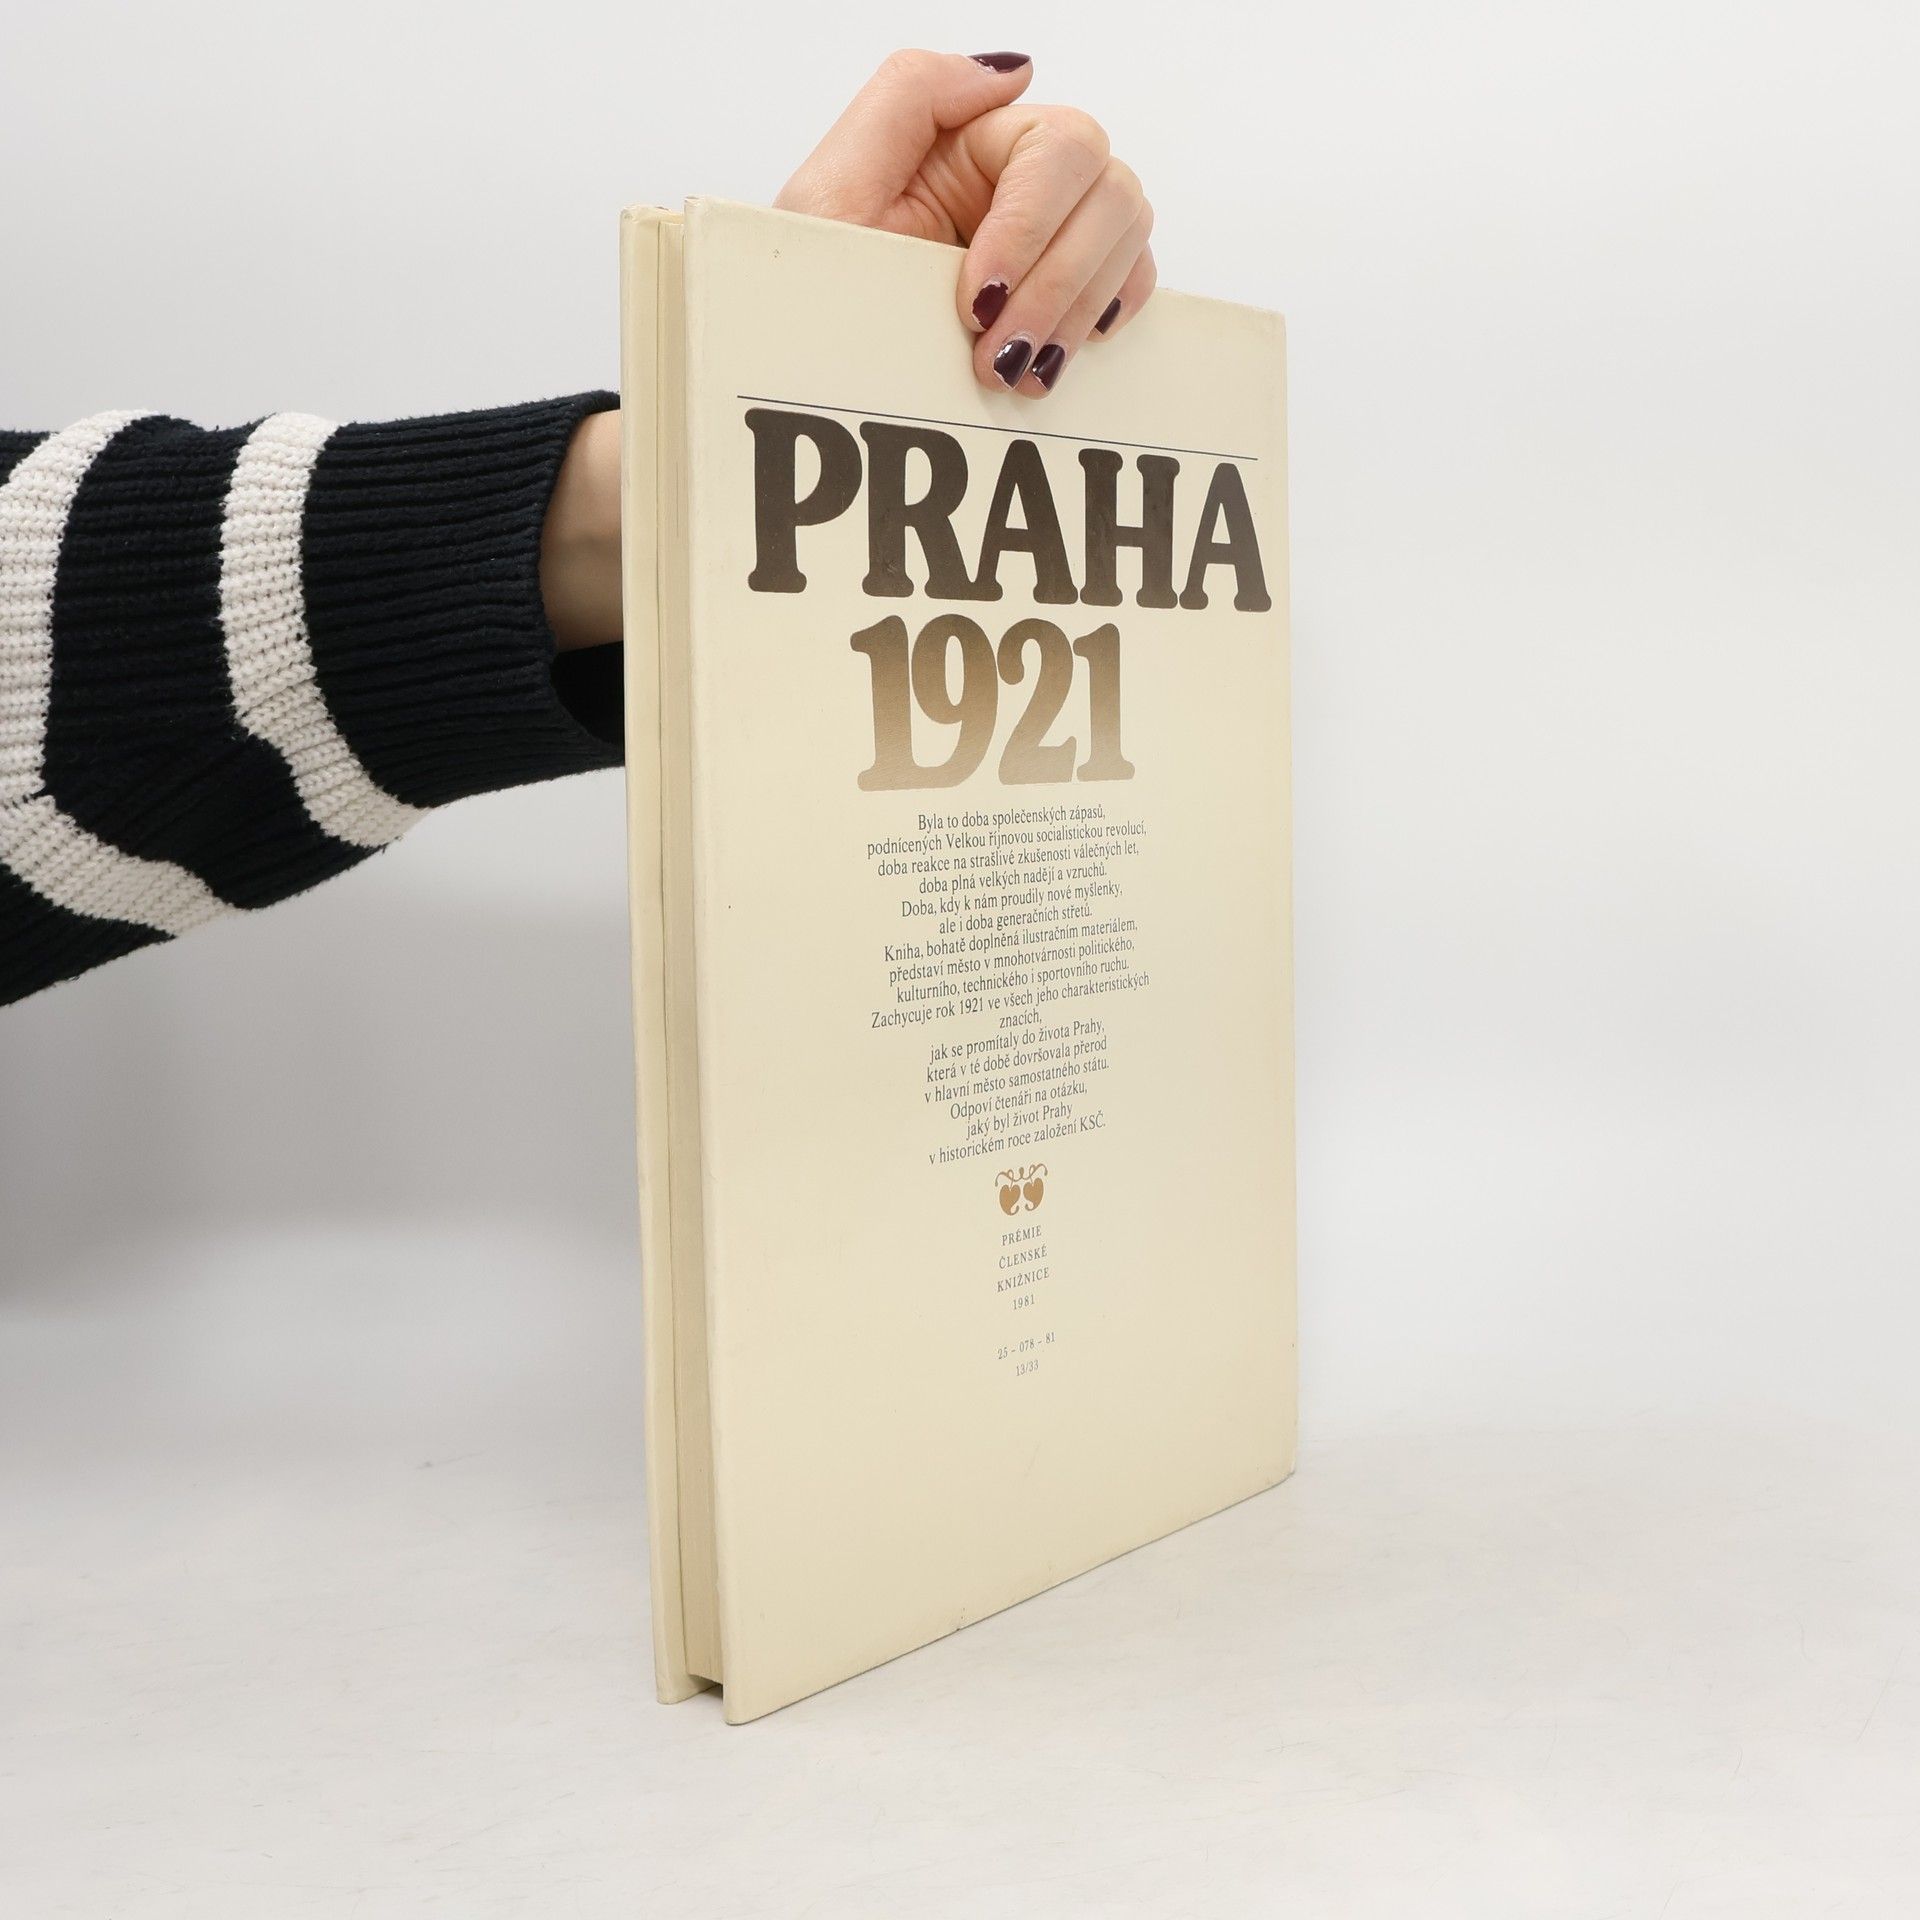 PRAHA
1921
Byla to doba společenských zápasů,
podnícených Velkou říjnovou socialistickou revolucí,
doba reakce na strašlivé zkušenosti válečných let,
doba plná velkých nadějí a vzruchů.
Doba, kdy k nám proudily nové myšlenky,
ale i doba generačních střetů.
Kniha, bohatě doplněná ilustračním materiálem,
představí město v mnohotvárnosti politického,
kulturního, technického i sportovního ruchu.
Zachycuje rok 1921 ve všech jeho charakteristických
znacích,
jak se promítaly do života Prahy,
která v té době dovršovala přerod
v hlavní město samostatného státu.
Odpoví čtenáři na otázku,
jaký byl život Prahy
v historickém roce založení KSČ.
PRÉMIE
ČLENSKÉ
KNIŽNICE
1981
25 – 078 – 81
13/33